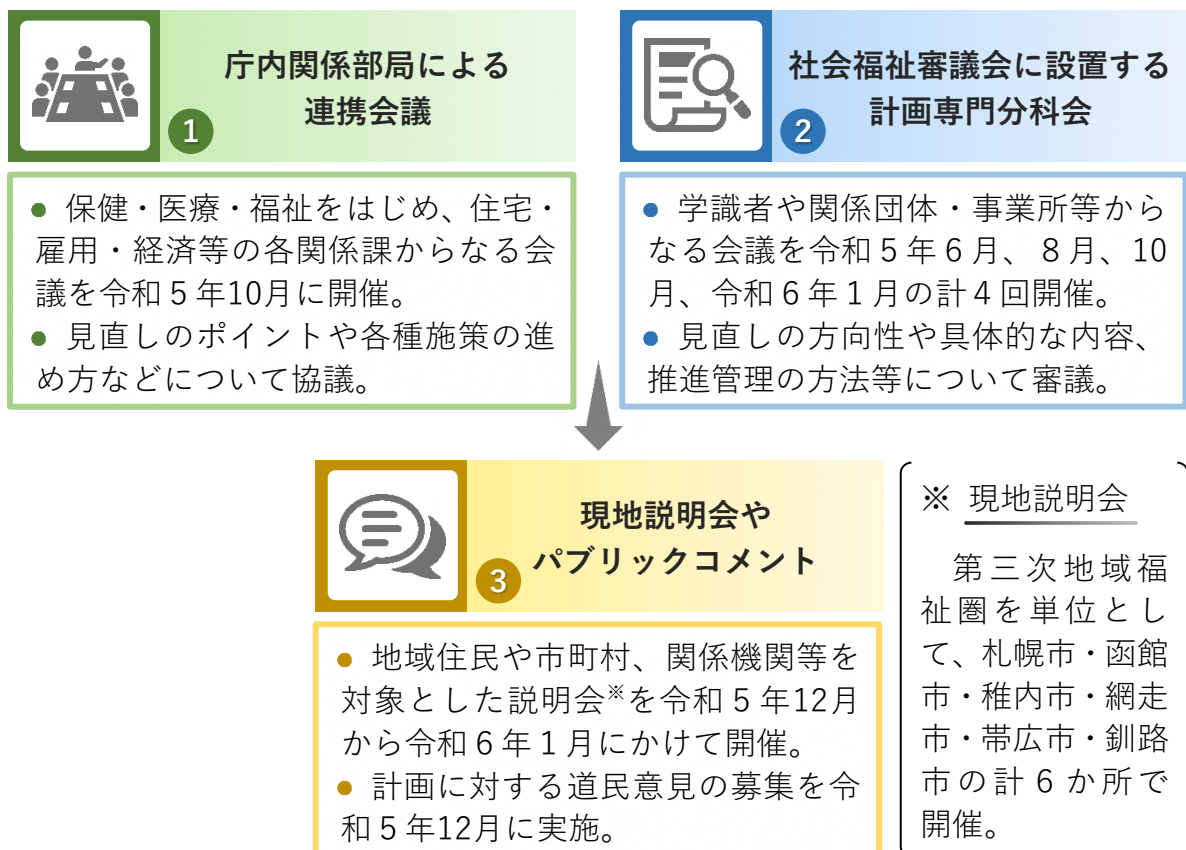 庁内関係部局による
連携会議
1
● 保健・医療・福祉をはじめ、住宅・
雇用・経済等の各関係課からなる会
議を令和５年10月に開催。
● 見直しのポイントや各種施策の進
め方などについて協議。
社会福祉審議会に設置する
計画専門分科会
2
● 学識者や関係団体・事業所等から
なる会議を令和５年６月、８月、10
月、令和６年１月の計４回開催。
● 見直しの方向性や具体的な内容、
推進管理の方法等について審議。
現地説明会や
パブリックコメント
3
● 地域住民や市町村、関係機関等を
対象とした説明会※を令和５年12月
から令和６年１月にかけて開催。
● 計画に対する道民意見の募集を令
和５年12月に実施。
※ 現地説明会
第三次地域福
祉圏を単位とし
て、札幌市・函館
市・稚内市・網走
市・帯広市・釧路
市の計６か所で
開催。